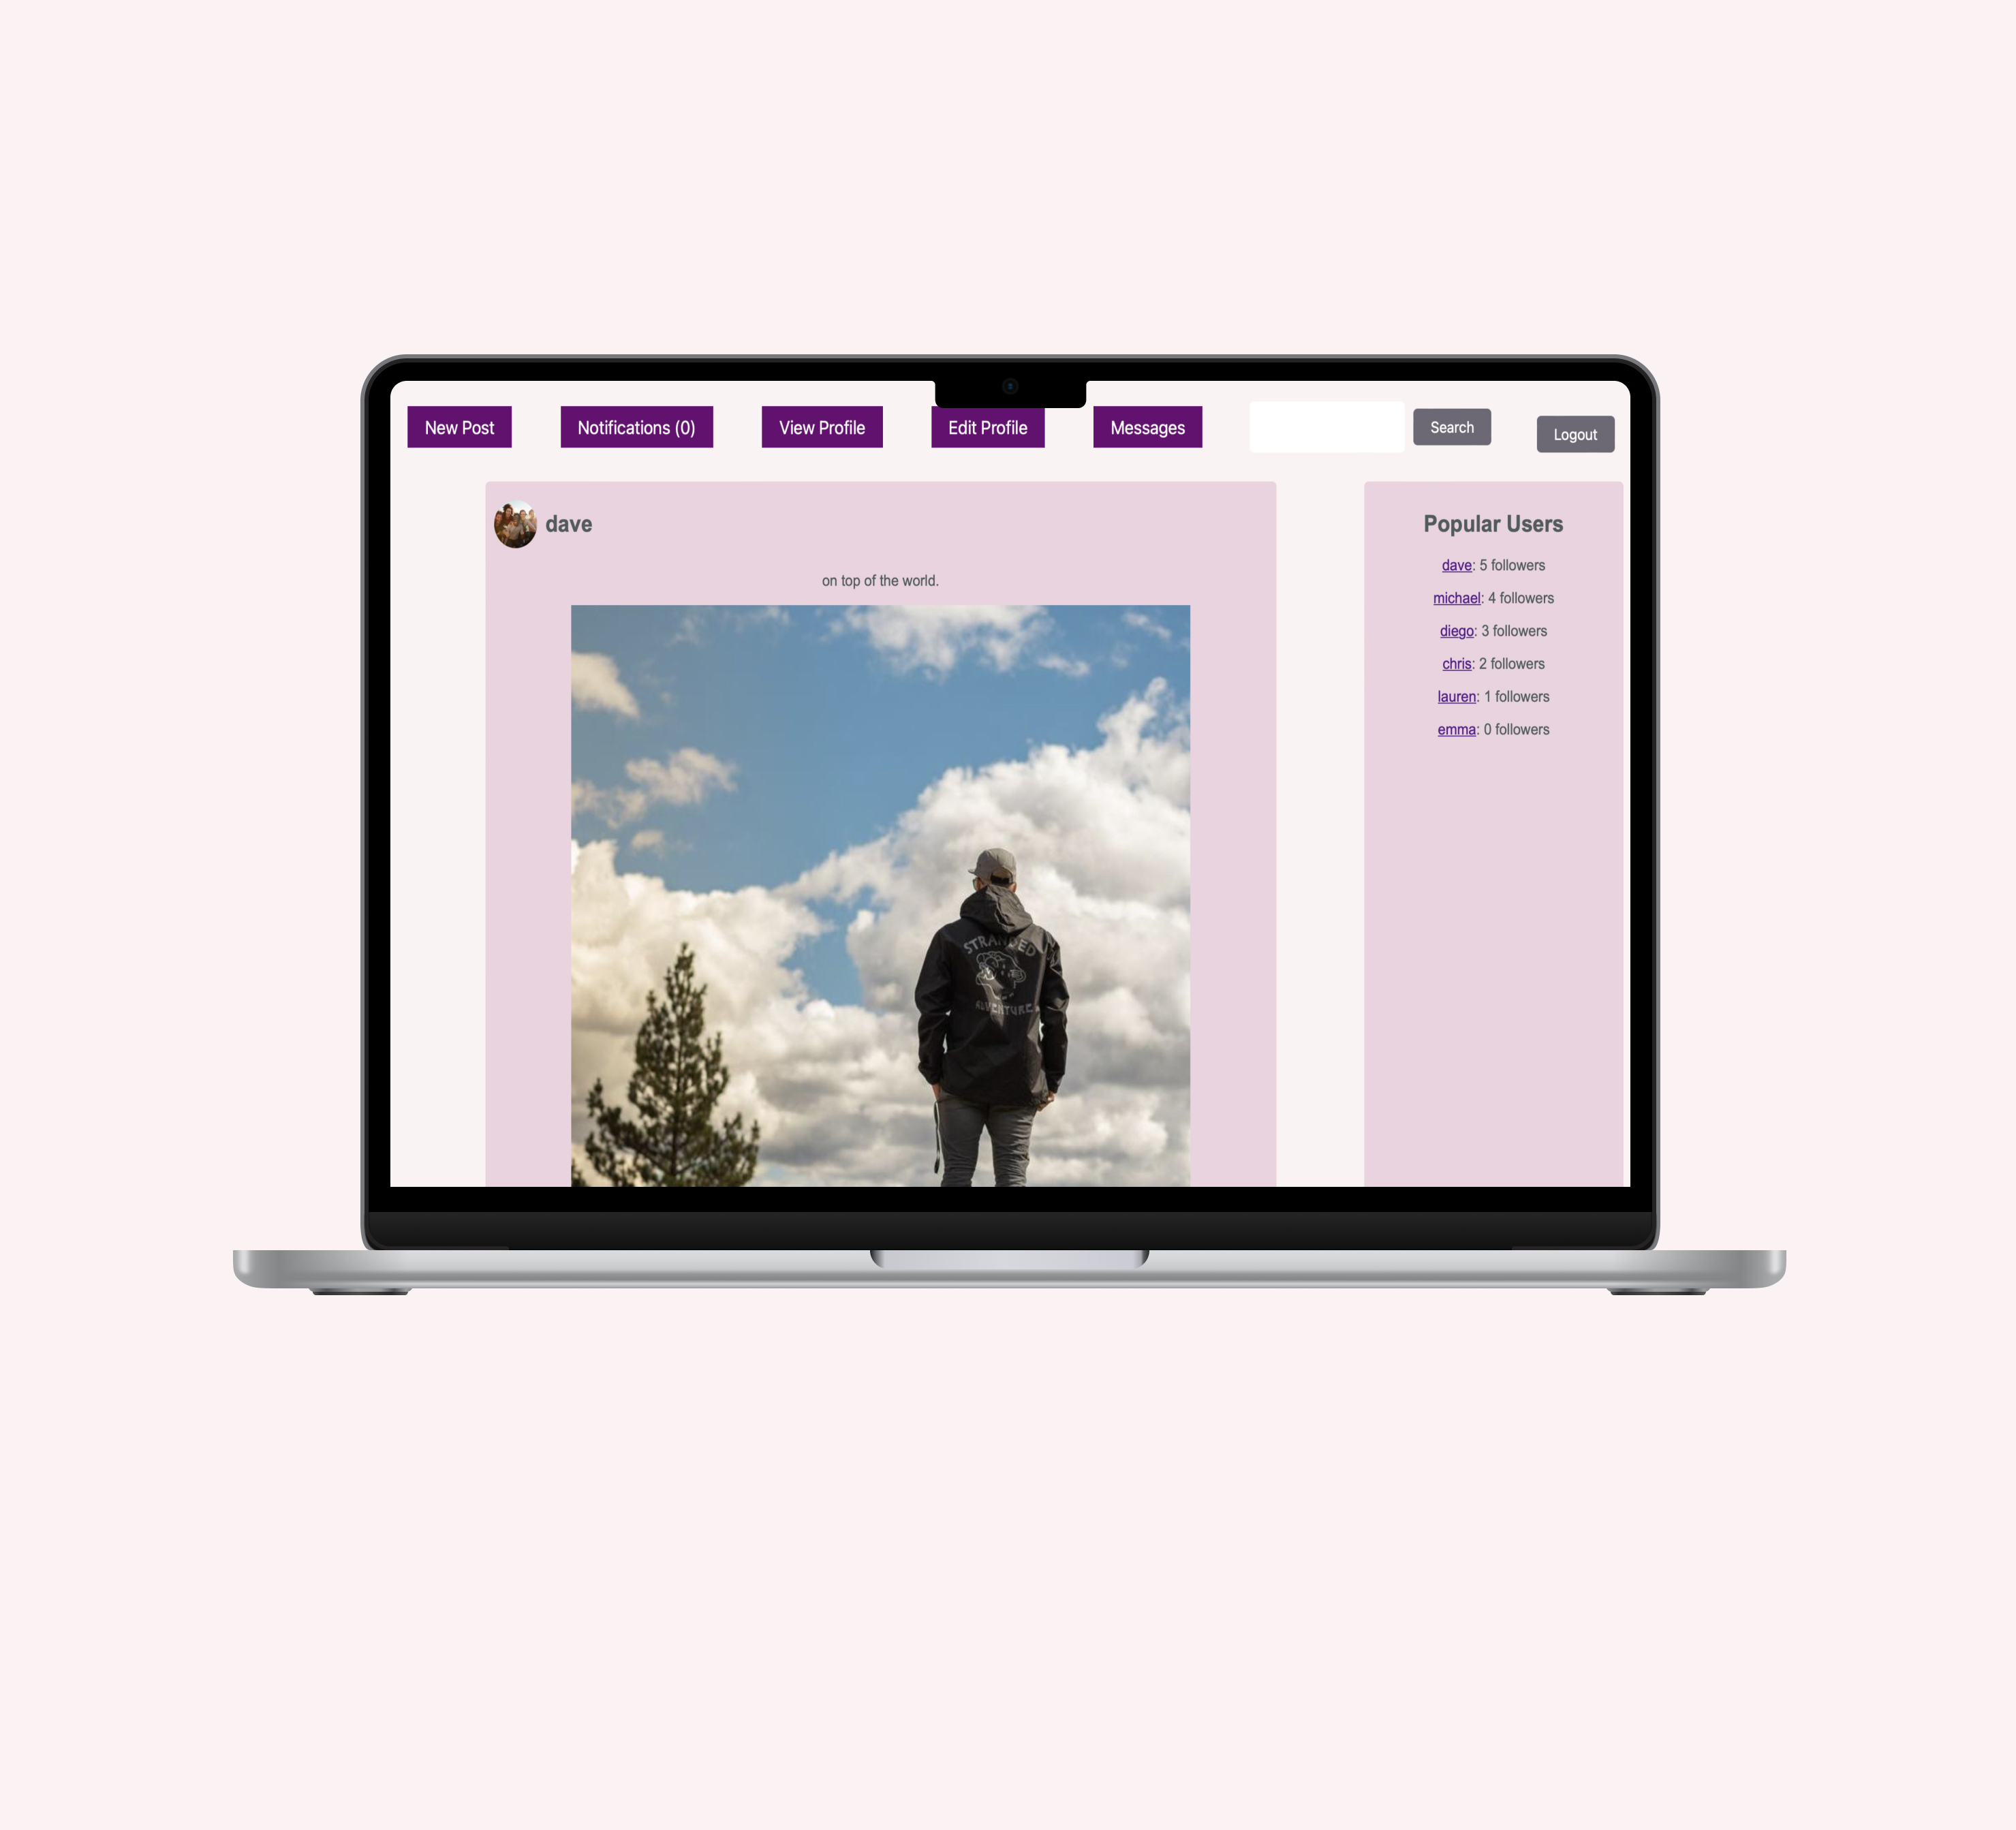 New Post
Notifications (0)
View Profile
Edit Profile
Messages
Search
Logout
dave
on top of the world.
STRANDED
ADVENTURE
Popular Users
dave: 5 followers
michael: 4 followers
diego: 3 followers
chris: 2 followers
lauren: 1 followers
emma: 0 followers